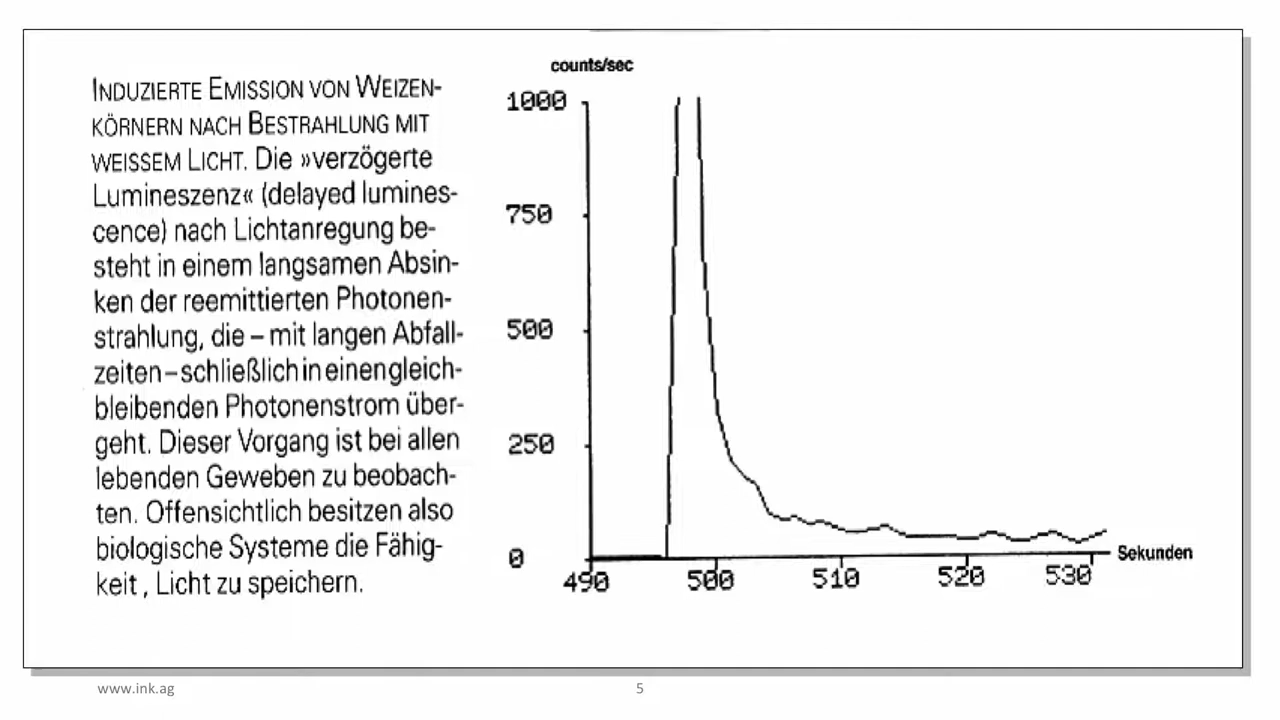 INDUZIERTE EMISSION VON WEIZEN-
KÖRNERN NACH BESTRAHLUNG MIT
WEISSEM LICHT. Die »verzögerte
Lumineszenz« (delayed lumines-
cence) nach Lichtanregung be-
steht in einem langsamen Absin-
ken der reemittierten Photonen-
strahlung, die – mit langen Abfall-
zeiten – schließlich in einen gleich-
bleibenden Photonenstrom über-
geht. Dieser Vorgang ist bei allen
lebenden Geweben zu beobach-
ten. Offensichtlich besitzen also
biologische Systeme die Fähig-
keit , Licht zu speichern.
counts/sec
1000
750
500
250
0
490 500 510 520 530
Sekunden
www.ink.ag
5